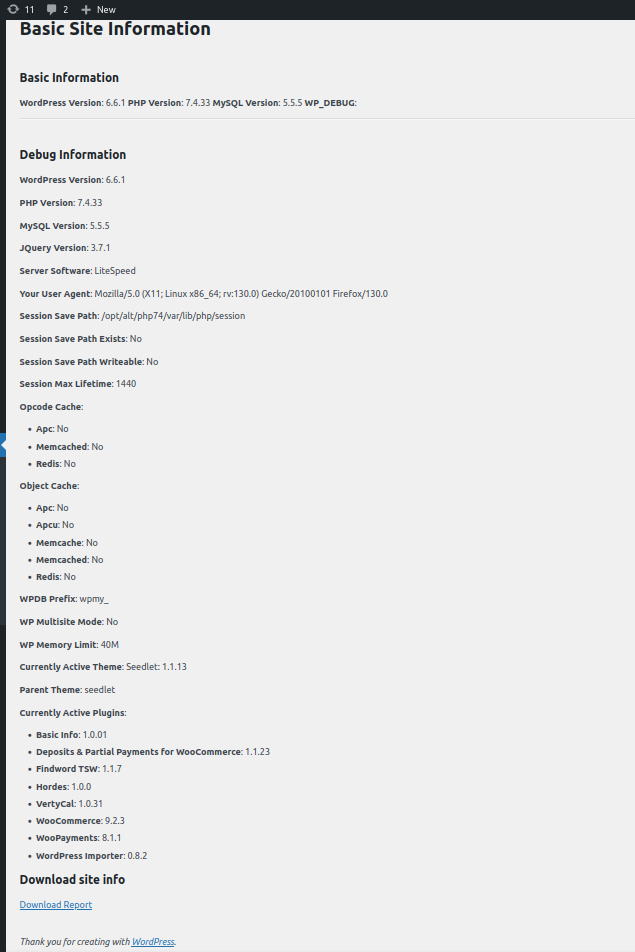 11 2 New
Basic Site Information
Basic Information
WordPress Version: 6.6.1 PHP Version: 7.4.33 MySQL Version: 5.5.5 WP_DEBUG:
Debug Information
WordPress Version: 6.6.1
PHP Version: 7.4.33
MySQL Version: 5.5.5
JQuery Version: 3.7.1
Server Software: LiteSpeed
Your User Agent: Mozilla/5.0 (X11; Linux x86_64; rv:130.0) Gecko/20100101 Firefox/130.0
Session Save Path: /opt/alt/php74/var/lib/php/session
Session Save Path Exists: No
Session Save Path Writeable: No
Session Max Lifetime: 1440
Opcode Cache:
• Apc: No
• Memcached: No
• Redis: No
Object Cache:
• Apc: No
• Apcu: No
• Memcache: No
• Memcached: No
• Redis: No
WPDB Prefix: wpmy_
WP Multisite Mode: No
WP Memory Limit: 40M
Currently Active Theme: Seedlet: 1.1.13
Parent Theme: seedlet
Currently Active Plugins:
• Basic Info: 1.0.01
• Deposits & Partial Payments for WooCommerce: 1.1.23
• Findword TSW: 1.1.7
• Hordes: 1.0.0
• VertyCal: 1.0.31
• WooCommerce: 9.2.3
• WooPayments: 8.1.1
• WordPress Importer: 0.8.2
Download site info
Download Report
Thank you for creating with WordPress.